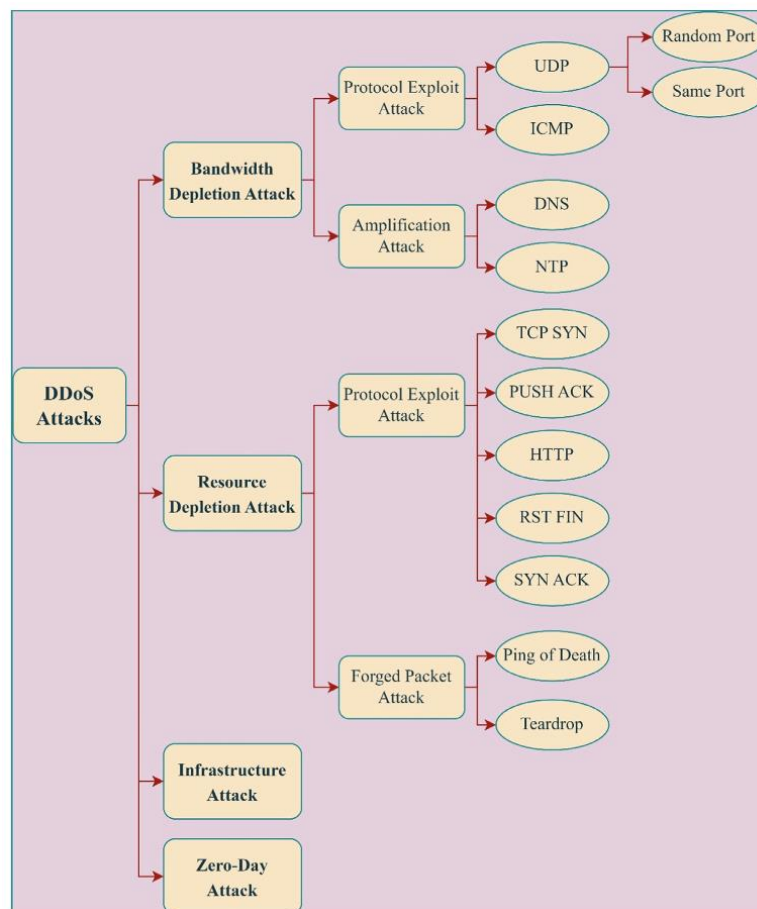 Random Port
UDP
Same Port
Protocol Exploit
Attack
ICMP
Bandwidth
Depletion Attack
DNS
Amplification
Attack
NTP
TCP SYN
DDoS
Attacks
Protocol Exploit
Attack
PUSH ACK
HTTP
Resource
Depletion Attack
RST FIN
SYN ACK
Ping of Death
Forged Packet
Attack
Teardrop
Infrastructure
Attack
Zero-Day
Attack